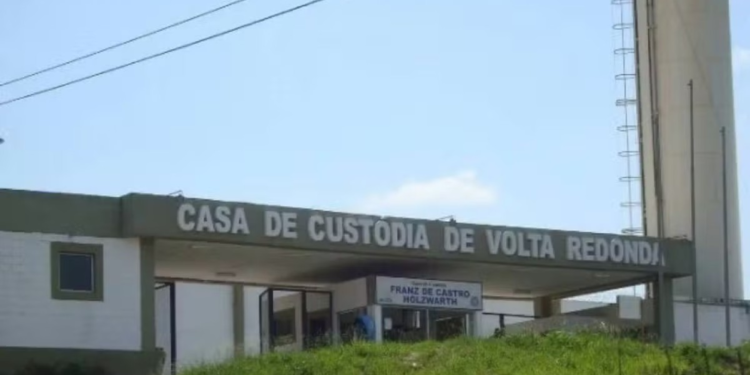 CASA DE CUSTÓDIA DE VOLTA REDONDA
FRANZ DE CASTRO
HOLZWARTH